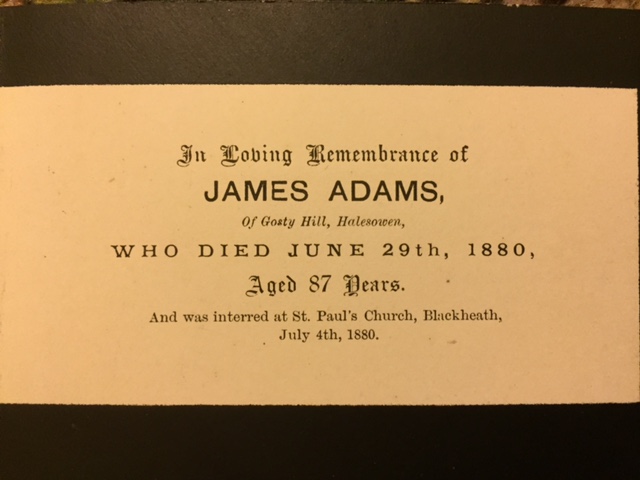 In Loving Remembrance of
JAMES ADAMS,
Of Gosty Hill, Halesowen,
WHO DIED JUNE 29th, 1880,
Aged 87 Years.
And was interred at St. Paul's Church, Blackheath,
July 4th, 1880.